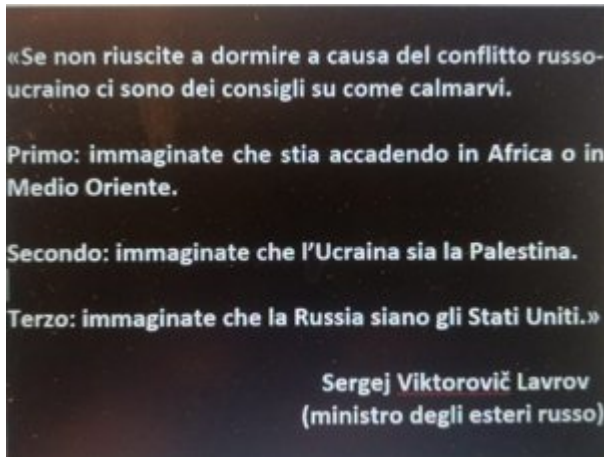 «Se non riuscite a dormire a causa del conflitto russo-
ucraino ci sono dei consigli su come calmarvi.
Primo: immaginate che stia accadendo in Africa o in
Medio Oriente.
Secondo: immaginate che l'Ucraina sia la Palestina.
Terzo: immaginate che la Russia siano gli Stati Uniti.»
Sergej Viktorovič Lavrov
(ministro degli esteri russo)